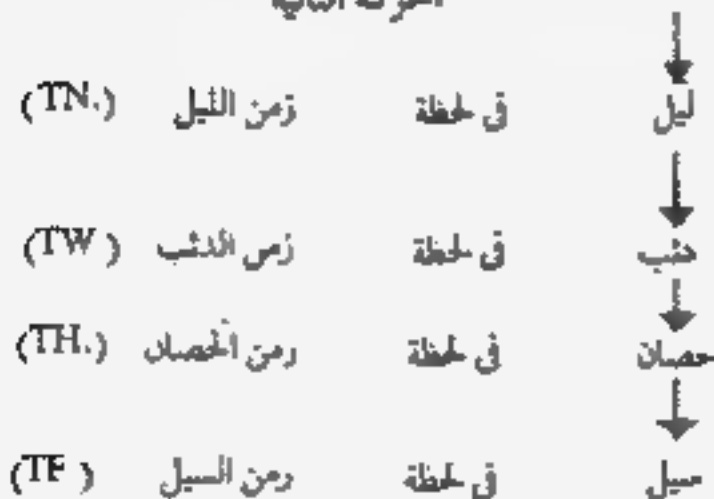 ليل في لحظة زمن الليل (TN.)
ذئب في لحظة زمن الذئب (TW)
حصان في لحظة زمن الحصان (TH.)
سيل في لحظة زمن السيل (TF)